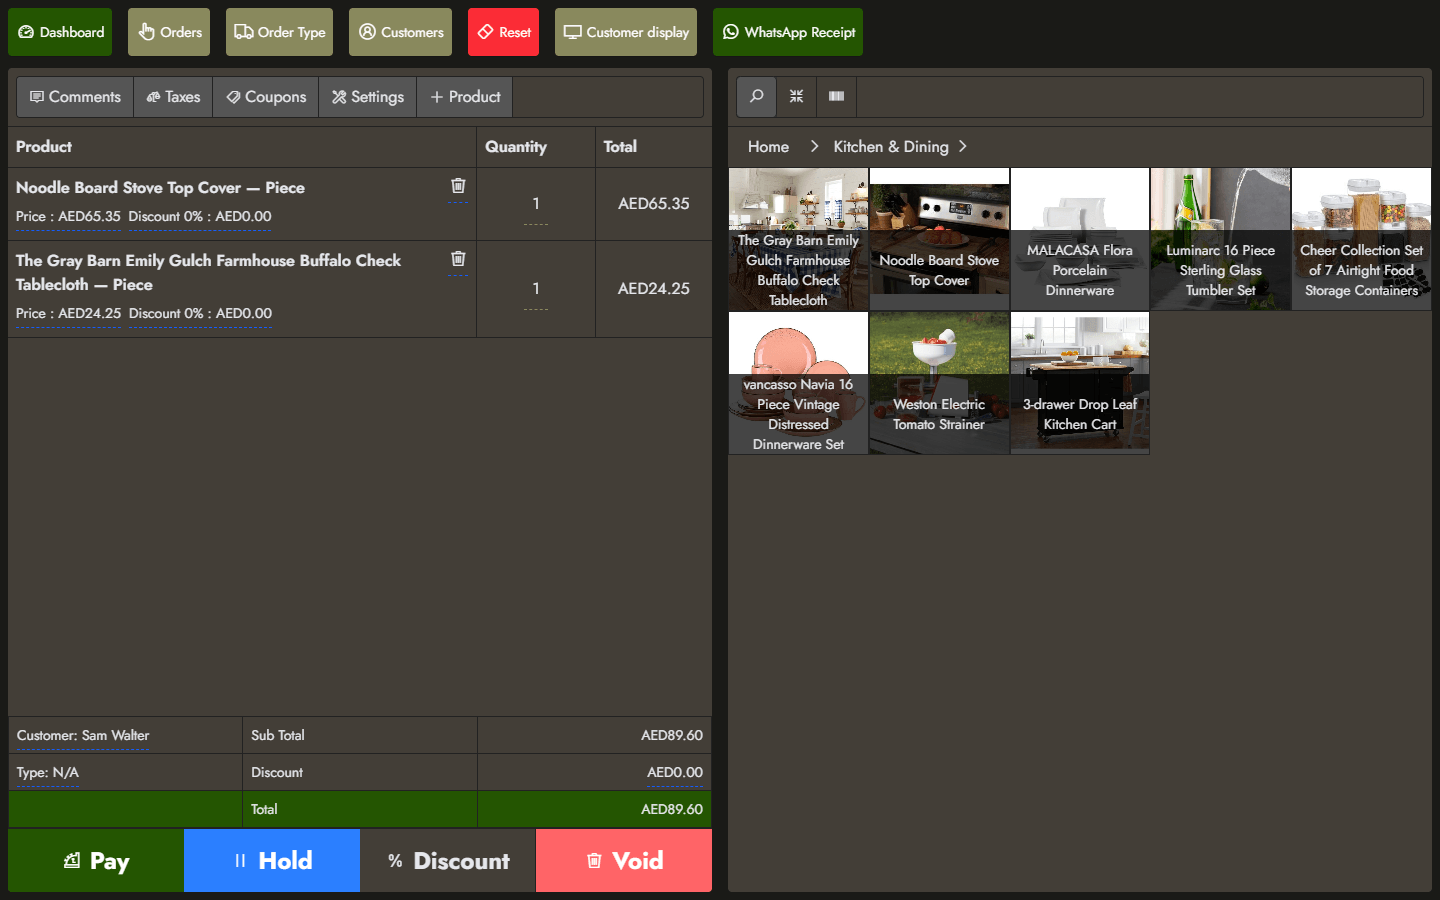 Dashboard
Orders
Order Type
Customers
Reset
Customer display
WhatsApp Receipt
Comments
Taxes
Coupons
Settings
Product
Product
Quantity
Total
Noodle Board Stove Top Cover — Piece
Price : AED65.35 Discount 0% : AED0.00
1
AED65.35
The Gray Barn Emily Gulch Farmhouse Buffalo Check
Tablecloth — Piece
Price : AED24.25 Discount 0% : AED0.00
1
AED24.25
Customer: Sam Walter
Sub Total
AED89.60
Type: N/A
Discount
AED0.00
Total
AED89.60
Pay
Hold
% Discount
Void
Home
Kitchen & Dining
The Gray Barn Emily
Gulch Farmhouse
Buffalo Check
Tablecloth
Noodle Board Stove
Top Cover
MALACASA Flora
Porcelain
Dinnerware
Luminarc 16 Piece
Sterling Glass
Tumbler Set
Cheer Collection Set
of 7 Airtight Food
Storage Containers
vancasso Navia 16
Piece Vintage
Distressed
Dinnerware Set
Weston Electric
Tomato Strainer
3-drawer Drop Leaf
Kitchen Cart